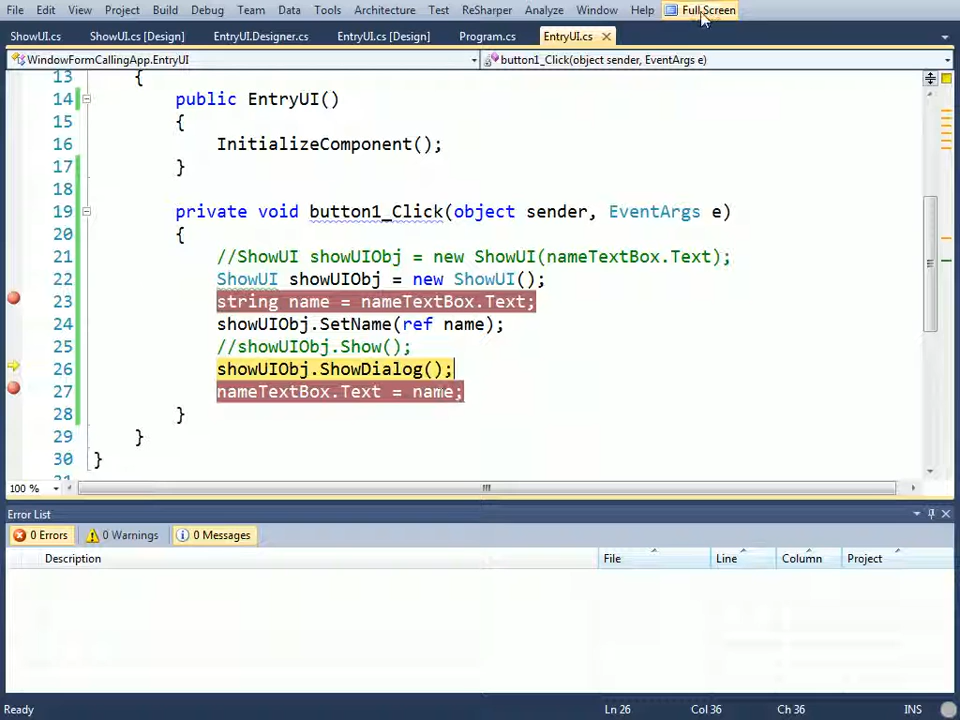 File Edit View Project Build Debug Team Data Tools Architecture Test ReSharper Analyze Window Help Full Screen
ShowUI.cs ShowUI.cs [Design] EntryUI.Designer.cs EntryUI.cs [Design] Program.cs EntryUI.cs
WindowFormCallingApp.EntryUI button1_Click(object sender, EventArgs e)
13 {
14 public EntryUI()
15 {
16 InitializeComponent();
17 }
18
19 private void button1_Click(object sender, EventArgs e)
20 {
21 //ShowUI showUIObj = new ShowUI(nameTextBox.Text);
22 ShowUI showUIObj = new ShowUI();
23 string name = nameTextBox.Text;
24 showUIObj.SetName(ref name);
25 //showUIObj.Show();
26 showUIObj.ShowDialog();
27 nameTextBox.Text = name;
28 }
29 }
30 }
100 %
Error List
0 Errors 0 Warnings 0 Messages
Description File Line Column Project
Ready Ln 26 Col 36 Ch 36 INS